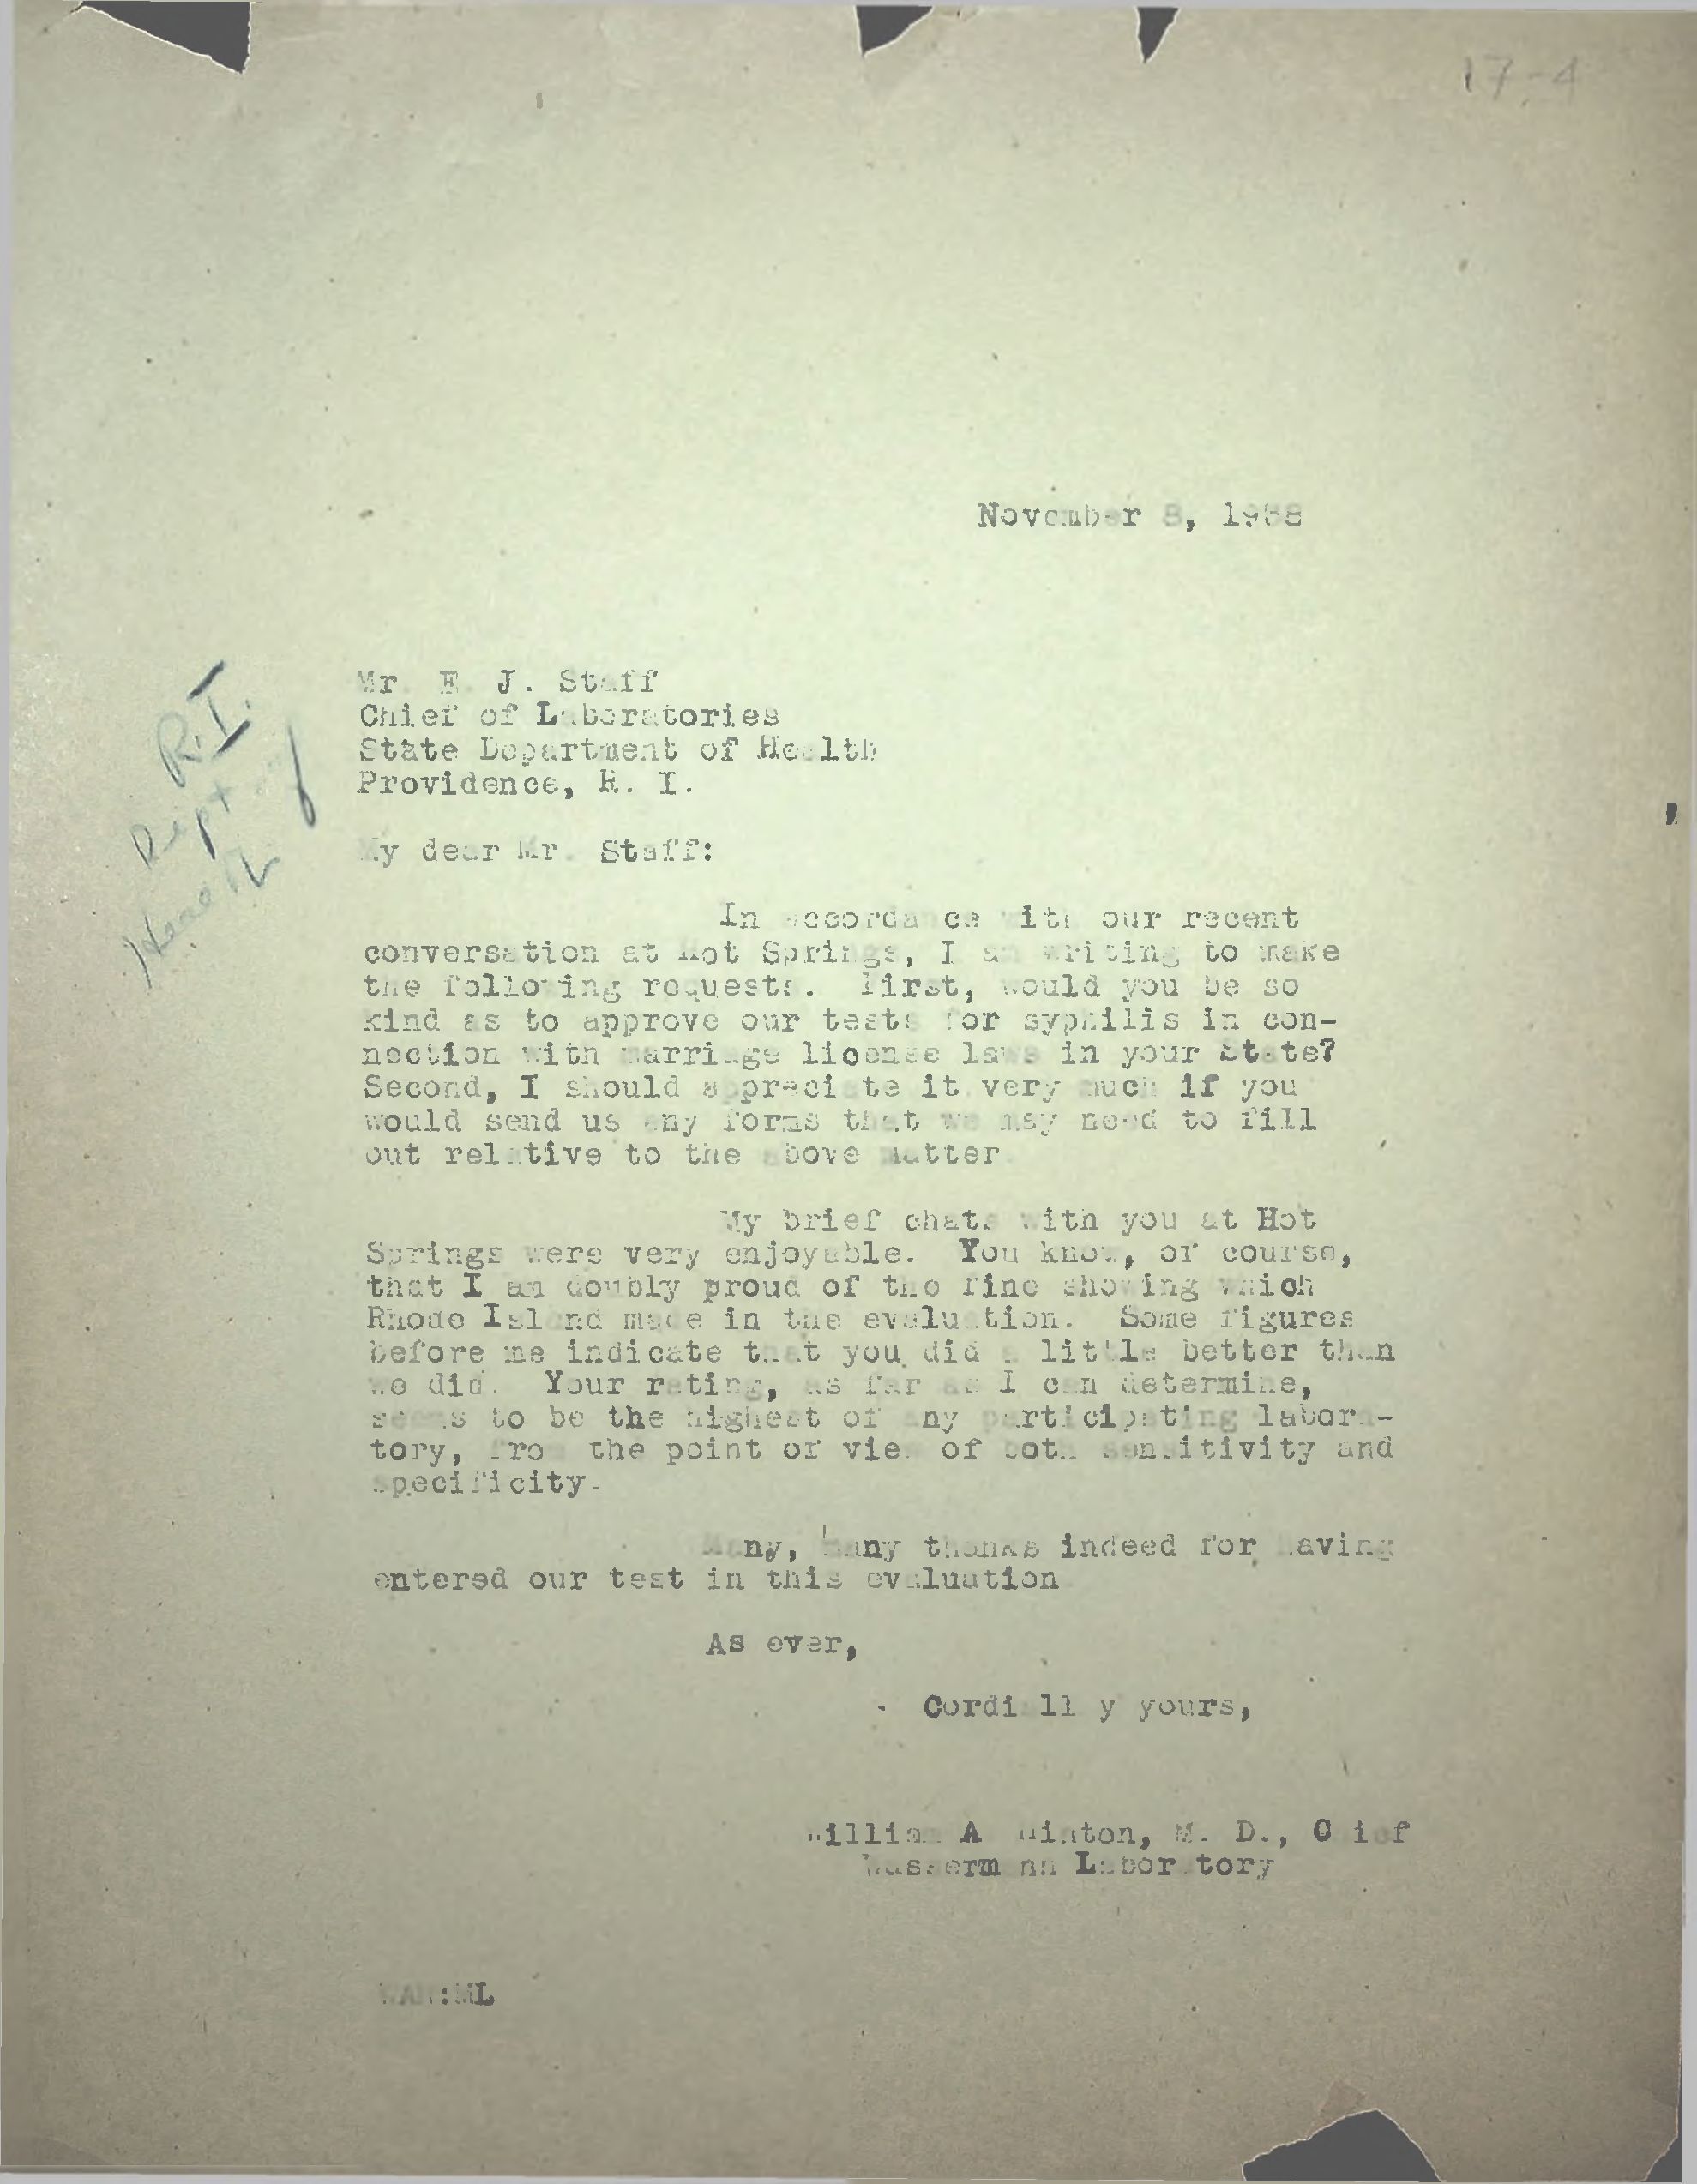 17-4
November 8, 1938
R.I.
Dept of
Health
Mr. E. J. Staff
Chief of Laboratories
State Department of Health
Providence, R. I.
My dear Mr. Staff:
In accordance with our recent
conversation at Hot Springs, I am writing to make
the following requests. First, would you be so
kind as to approve our tests for syphilis in con-
nection with marriage license laws in your State?
Second, I should appreciate it very much if you
would send us any forms that we may need to fill
out relative to the above matter.
My brief chats with you at Hot
Springs were very enjoyable. You know, of course,
that I am doubly proud of the fine showing which
Rhode Island made in the evaluation. Some figures
before me indicate that you did a little better than
we did. Your rating, as far as I can determine,
seems to be the highest of any participating labora-
tory, from the point of view of both sensitivity and
specificity.
Many, many thanks indeed for having
entered our test in this evaluation.
As ever,
Cordially yours,
William A. Hinton, M. D., Chief
Wassermann Laboratory
WAH:ML